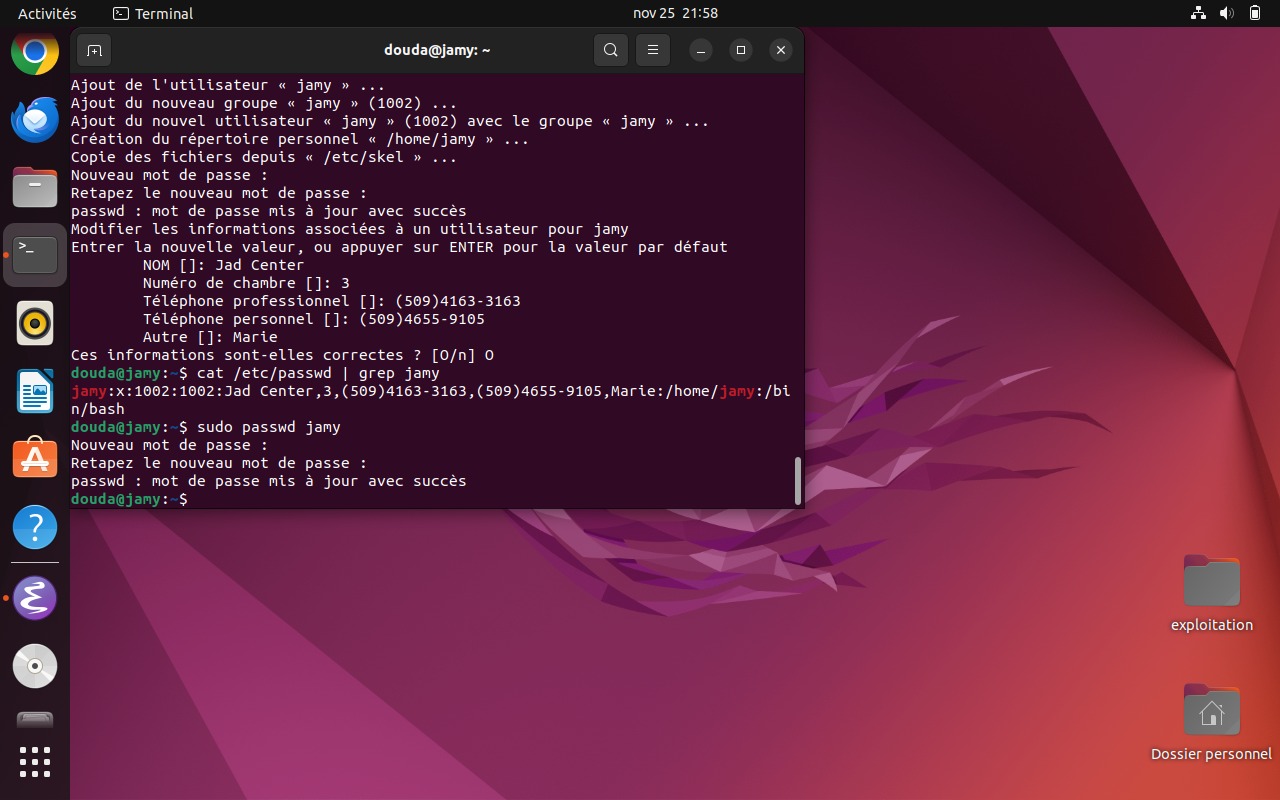 Activités
Terminal
nov 25 21:58
douda@jamy: ~
Ajout de l'utilisateur « jamy » ...
Ajout du nouveau groupe « jamy » (1002) ...
Ajout du nouvel utilisateur « jamy » (1002) avec le groupe « jamy » ...
Création du répertoire personnel « /home/jamy » ...
Copie des fichiers depuis « /etc/skel » ...
Nouveau mot de passe :
Retapez le nouveau mot de passe :
passwd : mot de passe mis à jour avec succès
Modifier les informations associées à un utilisateur pour jamy
Entrer la nouvelle valeur, ou appuyer sur ENTER pour la valeur par défaut
NOM []: Jad Center
Numéro de chambre []: 3
Téléphone professionnel []: (509)4163-3163
Téléphone personnel []: (509)4655-9105
Autre []: Marie
Ces informations sont-elles correctes ? [O/n] O
douda@jamy:~$ cat /etc/passwd | grep jamy
jamy:x:1002:1002:Jad Center,3,(509)4163-3163,(509)4655-9105,Marie:/home/jamy:/bi
n/bash
douda@jamy:~$ sudo passwd jamy
Nouveau mot de passe :
Retapez le nouveau mot de passe :
passwd : mot de passe mis à jour avec succès
douda@jamy:~$
exploitation
Dossier personnel